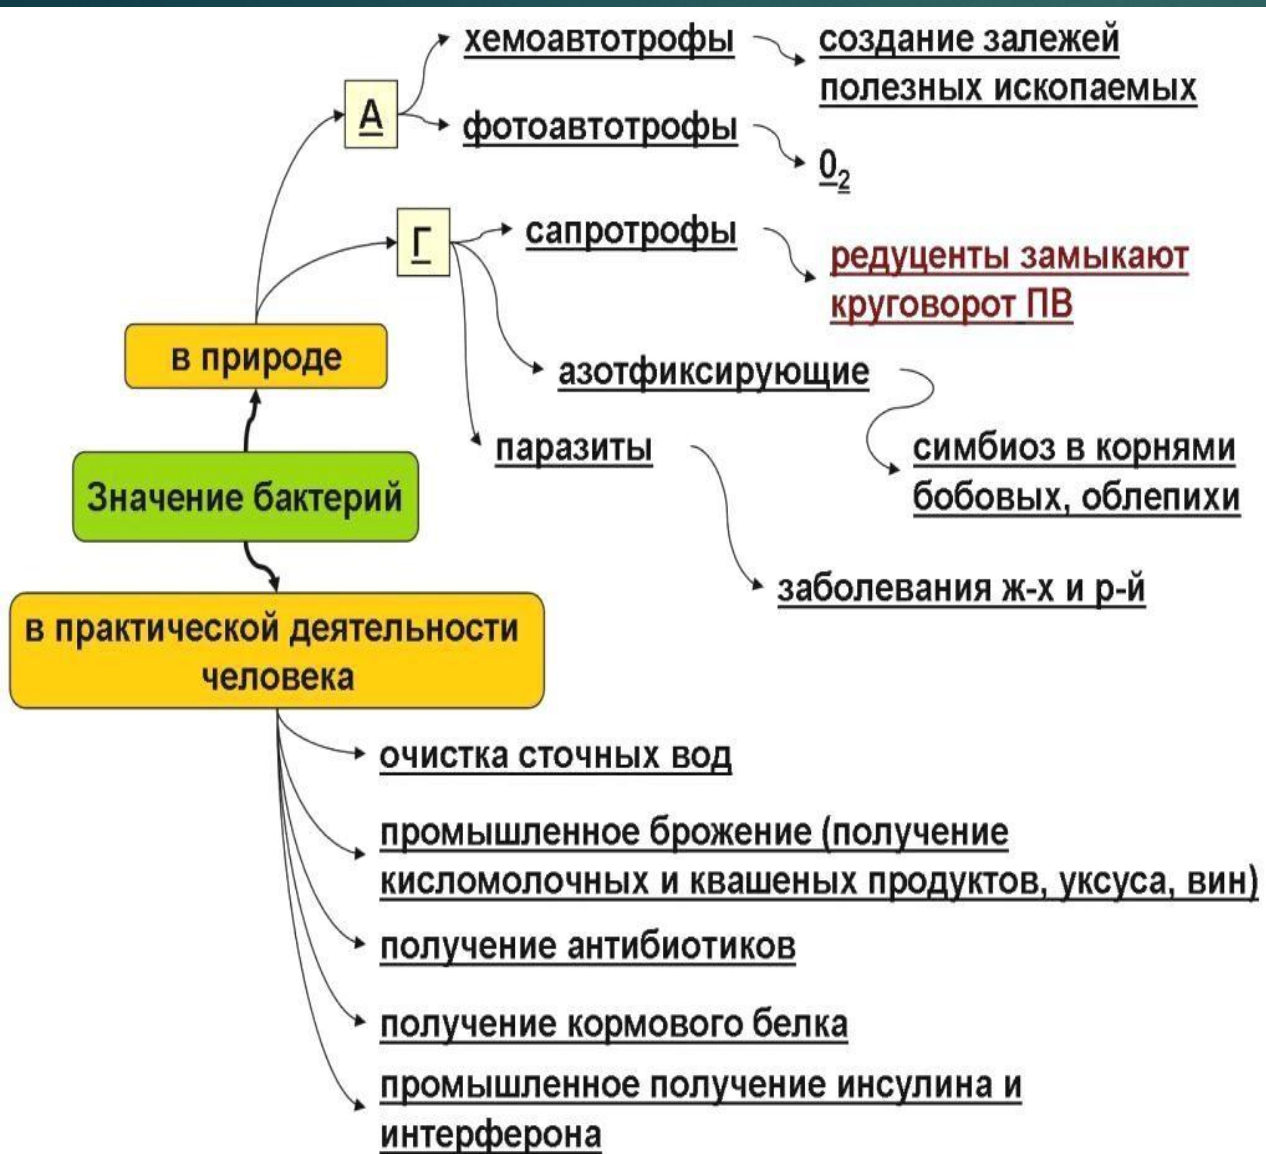 хемоавтотрофы
создание залежей
полезных ископаемых
А
фотоавтотрофы
0₂
Г
сапротрофы
редуценты замыкают
круговорот ПВ
в природе
азотфиксирующие
симбиоз в корнями
бобовых, облепихи
паразиты
Значение бактерий
заболевания ж-х и р-й
в практической деятельности
человека
очистка сточных вод
промышленное брожение (получение
кисломолочных и квашеных продуктов, уксуса, вин)
получение антибиотиков
получение кормового белка
промышленное получение инсулина и
интерферона